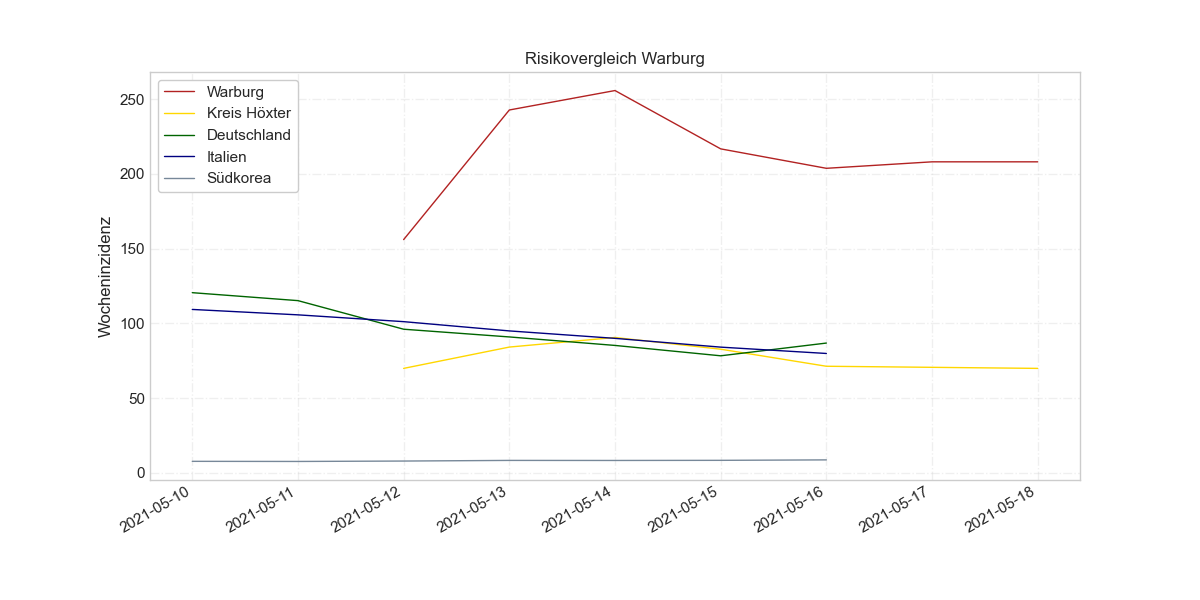 Risikovergleich Warburg
Warburg
Kreis Höxter
Deutschland
Italien
Südkorea
Wocheninzidenz
250
200
150
100
50
0
2021-05-10
2021-05-11
2021-05-12
2021-05-13
2021-05-14
2021-05-15
2021-05-16
2021-05-17
2021-05-18